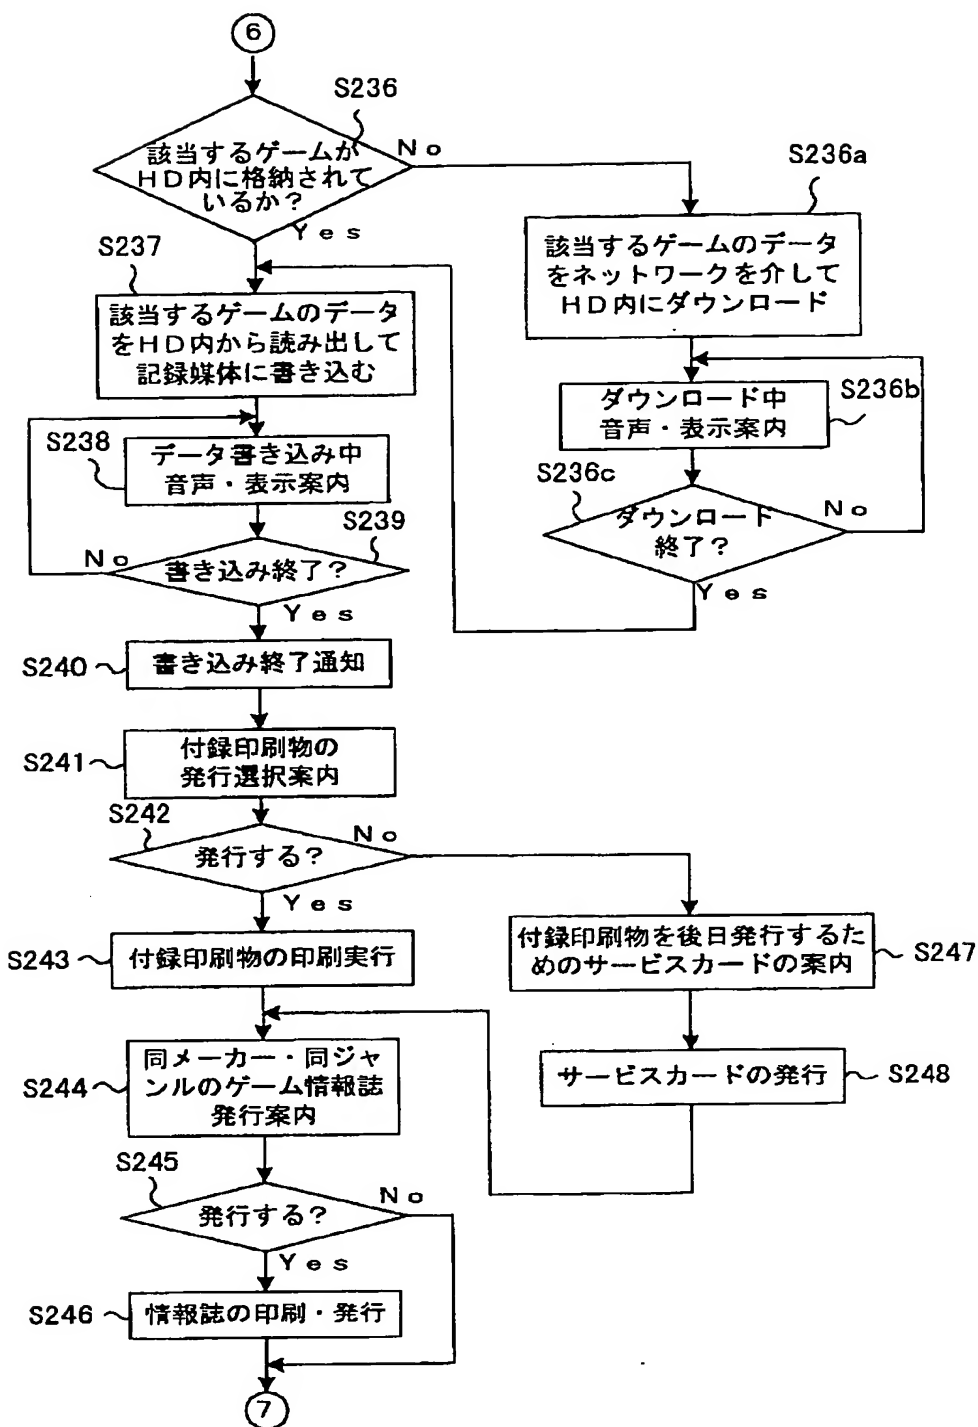 6
S236
該当するゲームが
HD内に格納されて
いるか?
No
Yes
S236a
該当するゲームのデータ
をネットワークを介して
HD内にダウンロード
S237
該当するゲームのデータ
をHD内から読み出して
記録媒体に書き込む
S236b
ダウンロード中
音声・表示案内
S238
データ書き込み中
音声・表示案内
S236c
ダウンロード
終了?
No
Yes
S239
書き込み終了?
No
Yes
S240
書き込み終了通知
S241
付録印刷物の
発行選択案内
S242
発行する?
No
Yes
S243
付録印刷物の印刷実行
付録印刷物を後日発行するた
めのサービスカードの案内
S247
S244
同メーカー・同ジャ
ンルのゲーム情報誌
発行案内
サービスカードの発行
S248
S245
発行する?
No
Yes
S246
情報誌の印刷・発行
7